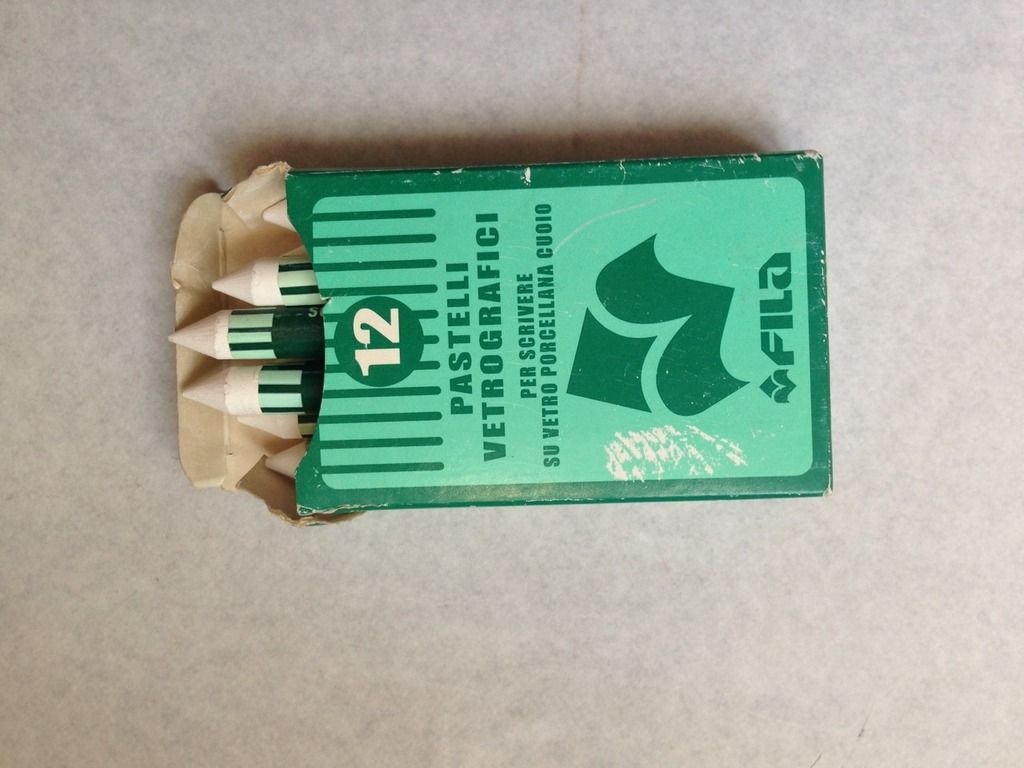 12
PASTELLI
VETROGRAFICI
PER SCRIVERE
SU VETRO PORCELLANA CUOIO
FILA